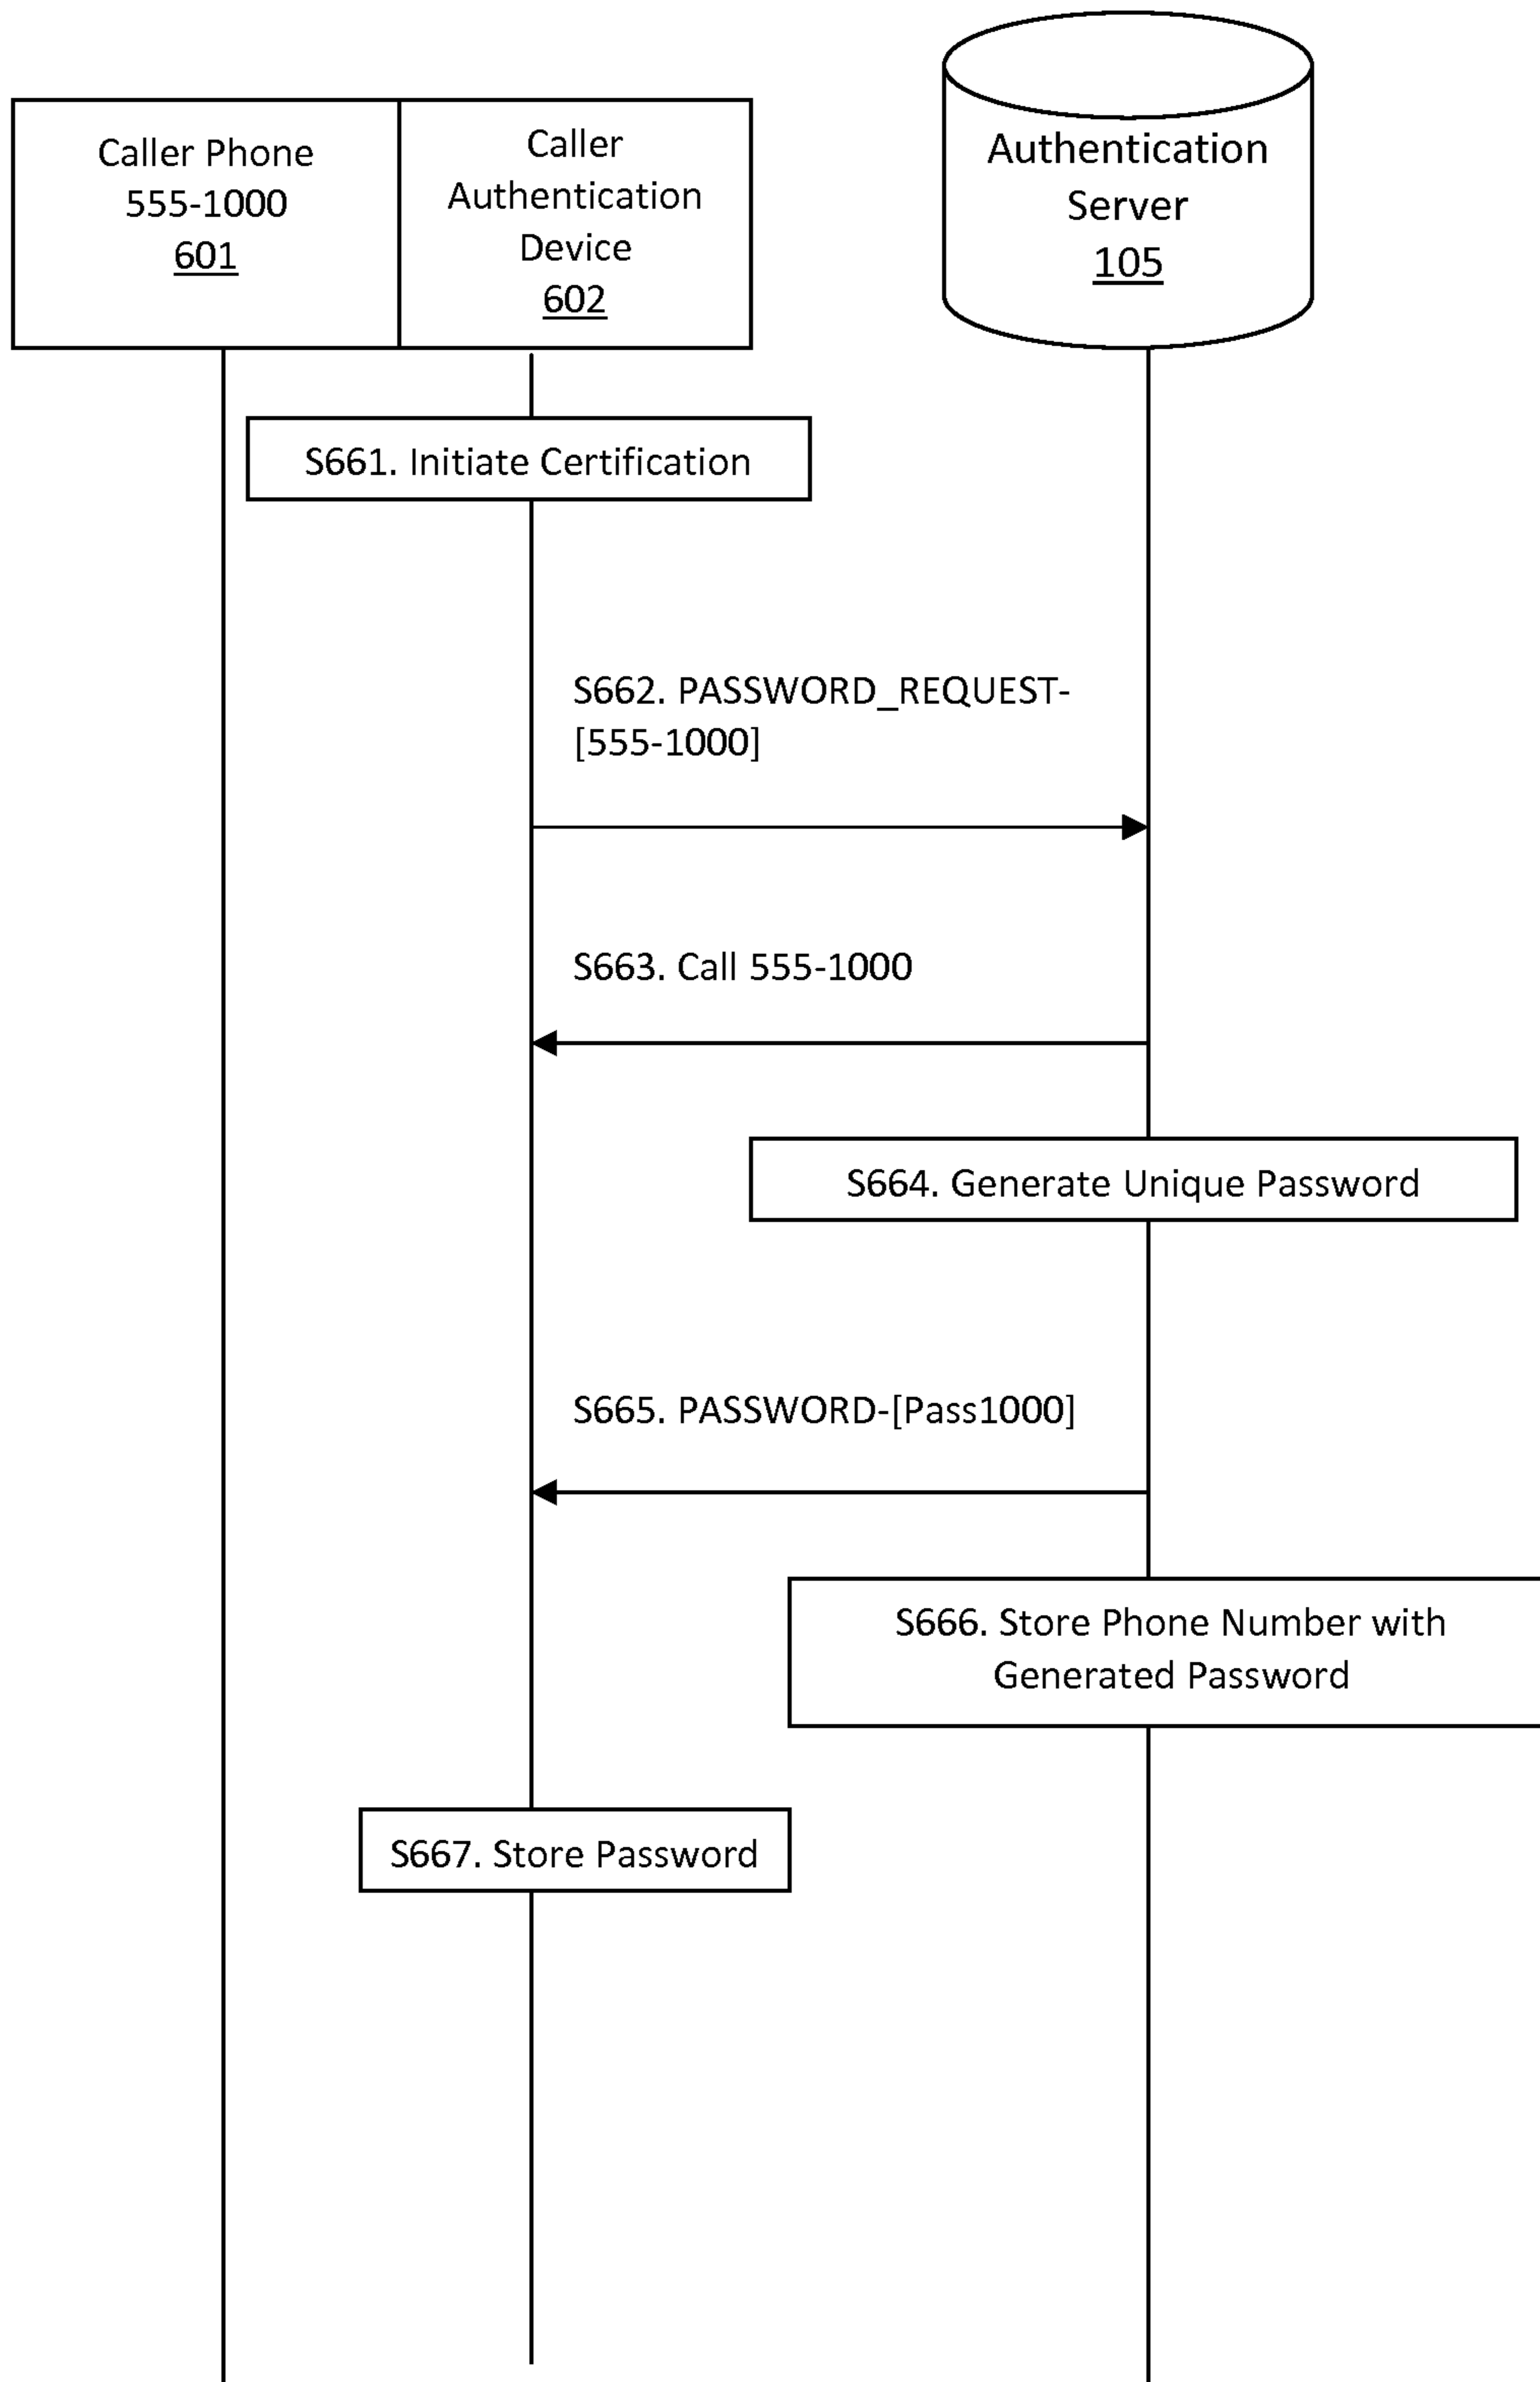 Caller Phone
555-1000
601
Caller
Authentication
Device
602
Authentication
Server
105
S661. Initiate Certification
S662. PASSWORD_REQUEST-
[555-1000]
S663. Call 555-1000
S664. Generate Unique Password
S665. PASSWORD-[Pass1000]
S666. Store Phone Number with
Generated Password
S667. Store Password